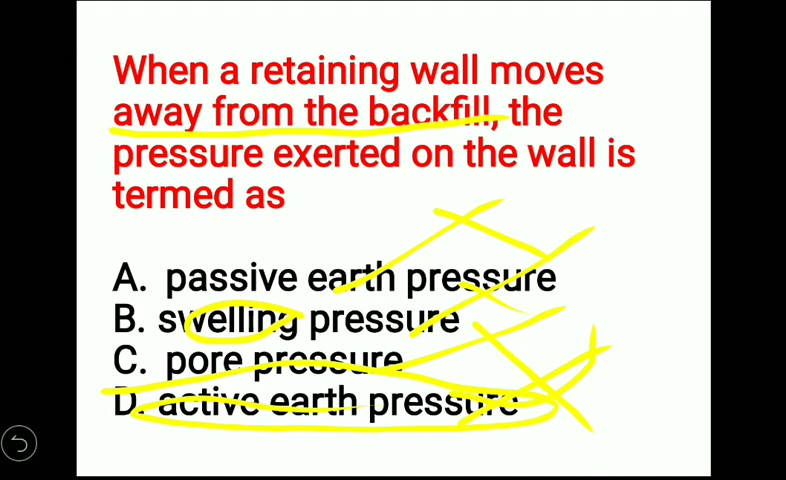 When a retaining wall moves
away from the backfill, the
pressure exerted on the wall is
termed as
A. passive earth pressure
B. swelling pressure
C. pore pressure
D. active earth pressure